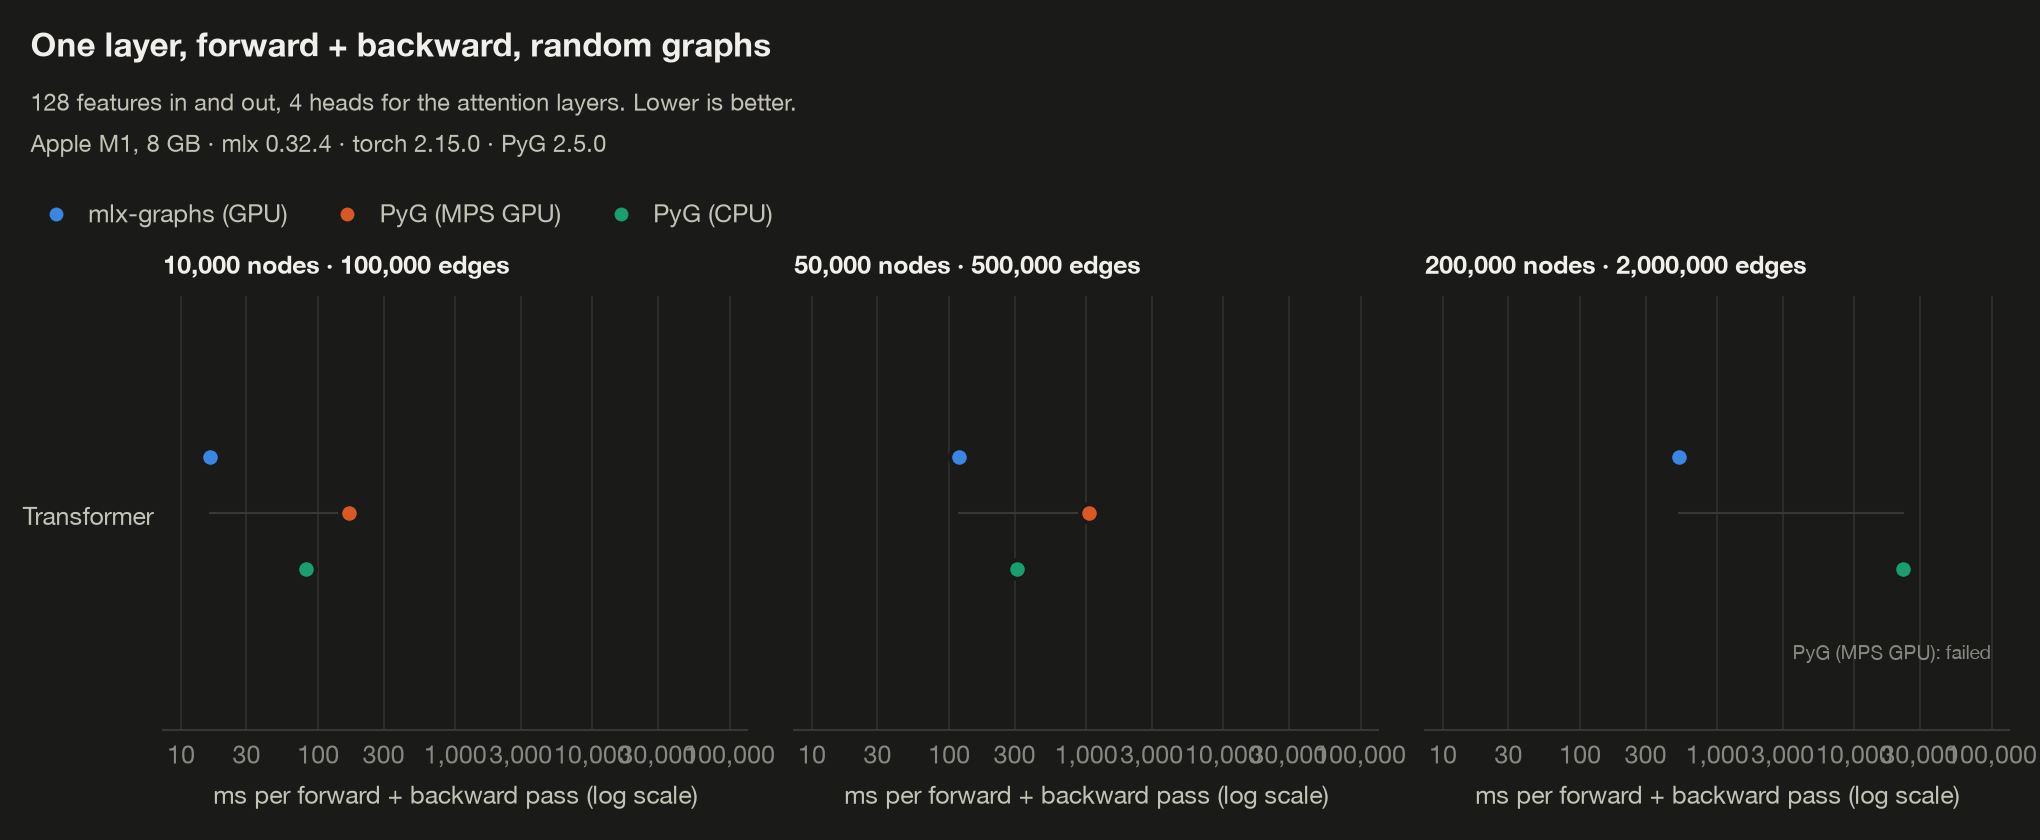 One layer, forward + backward, random graphs
128 features in and out, 4 heads for the attention layers. Lower is better.
Apple M1, 8 GB · mlx 0.32.4 · torch 2.15.0 · PyG 2.5.0
mlx-graphs (GPU) PyG (MPS GPU) PyG (CPU)
10,000 nodes · 100,000 edges
50,000 nodes · 500,000 edges
200,000 nodes · 2,000,000 edges
Transformer
PyG (MPS GPU): failed
10 30 100 300 1,000 3,000 10,000 30,000 100,000
10 30 100 300 1,000 3,000 10,000 30,000 100,000
10 30 100 300 1,000 3,000 10,000 30,000 100,000
ms per forward + backward pass (log scale)
ms per forward + backward pass (log scale)
ms per forward + backward pass (log scale)